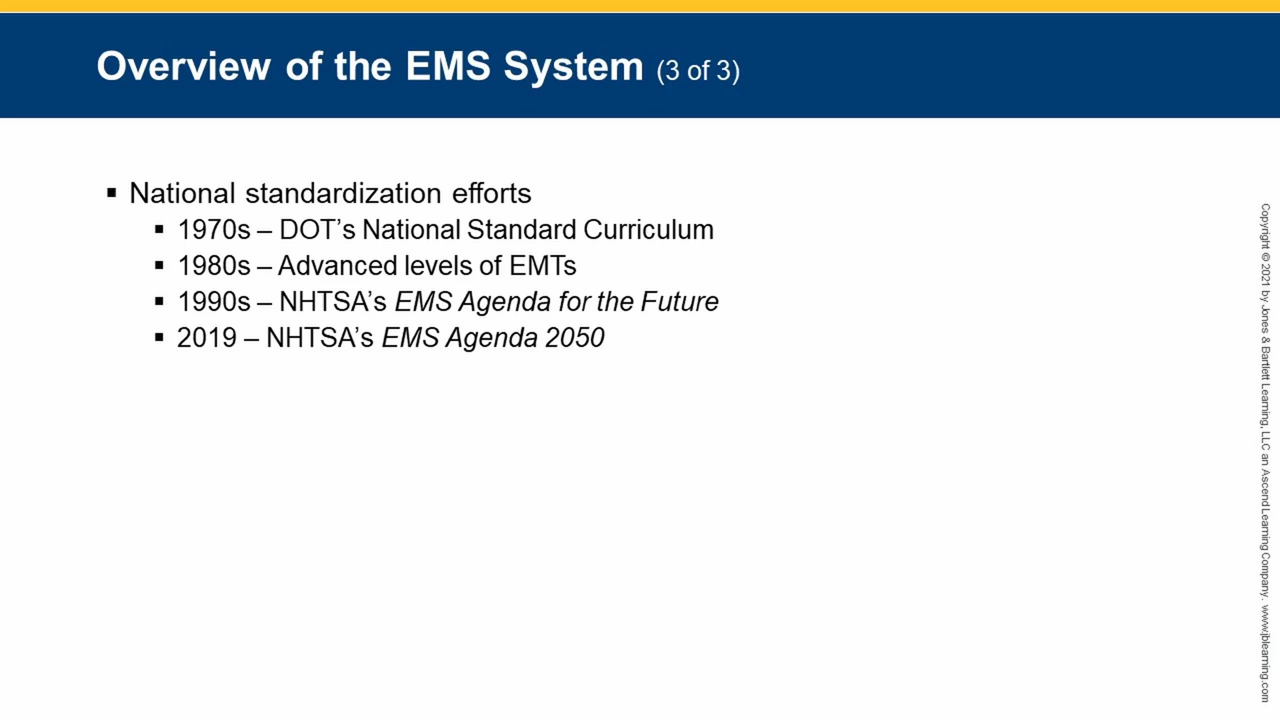 Overview of the EMS System (3 of 3)
▪ National standardization efforts
▪ 1970s – DOT’s National Standard Curriculum
▪ 1980s – Advanced levels of EMTs
▪ 1990s – NHTSA’s EMS Agenda for the Future
▪ 2019 – NHTSA’s EMS Agenda 2050
Copyright © 2021 by Jones & Bartlett Learning, LLC an Ascend Learning Company. www.jblearning.com